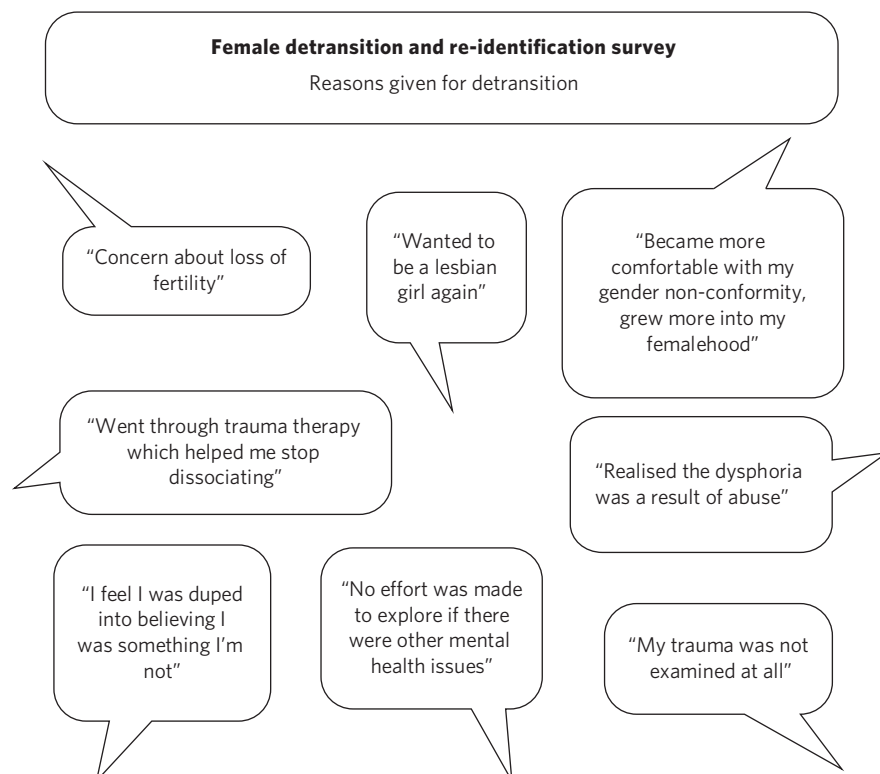 Female detransition and re-identification survey
Reasons given for detransition
“Concern about loss of
fertility”
“Wanted to
be a lesbian
girl again”
“Became more
comfortable with my
gender non-conformity,
grew more into my
femalehood”
“Went through trauma therapy
which helped me stop
dissociating”
“Realised the dysphoria
was a result of abuse”
“I feel I was duped
into believing I
was something I’m
not”
“No effort was made
to explore if there
were other mental
health issues”
“My trauma was not
examined at all”